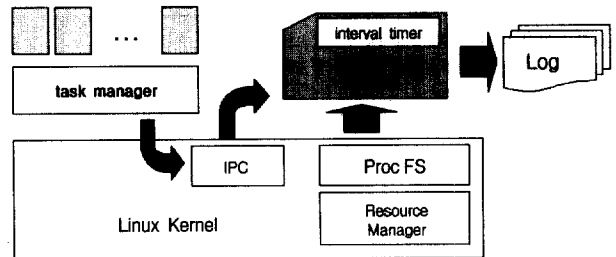 ...
interval timer
task manager
Log
IPC
Proc FS
Linux Kernel
Resource
Manager